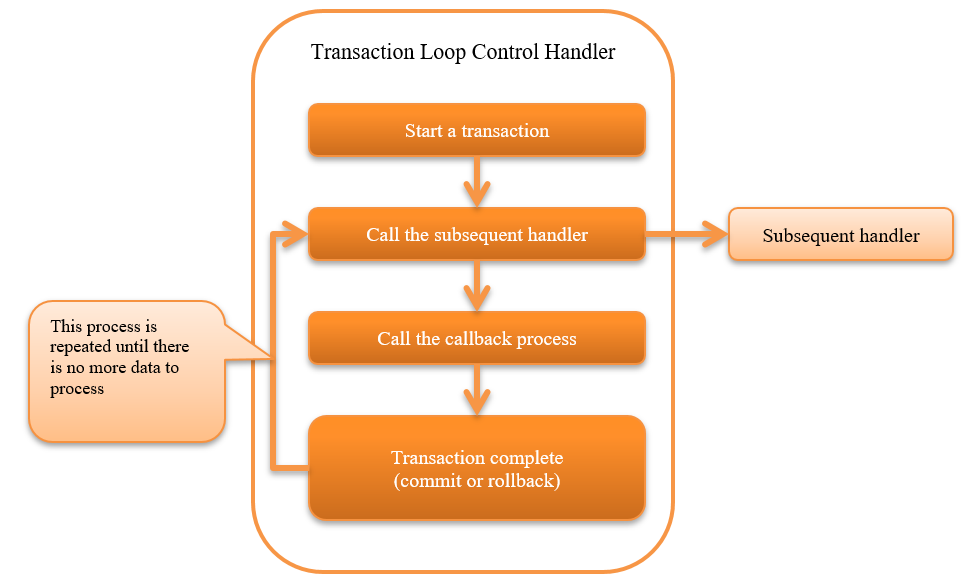 Transaction Loop Control Handler
Start a transaction
Call the subsequent handler
Subsequent handler
This process is
repeated until there
is no more data to
process
Call the callback process
Transaction complete
(commit or rollback)